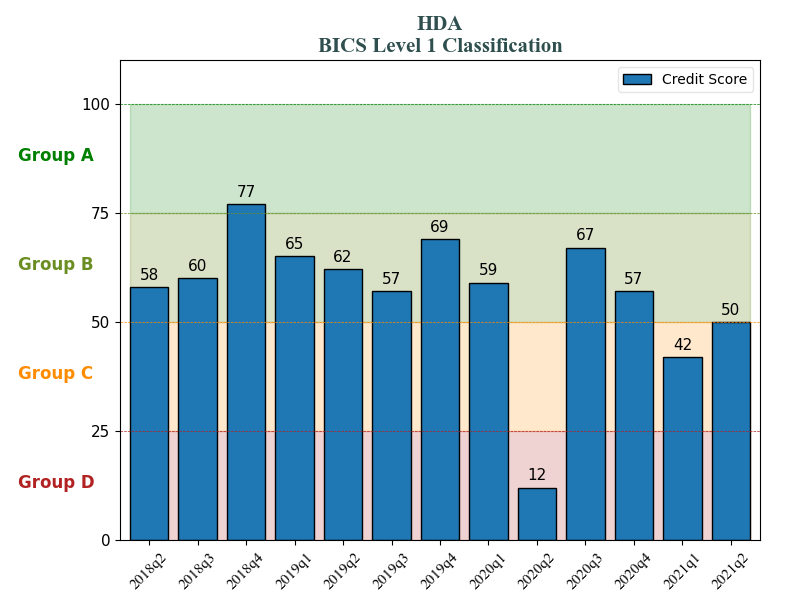 HDA
BICS Level 1 Classification
Credit Score
100
Group A
77
75
69
67
65
62
60
59
58
57
57
Group B
50
50
42
Group C
25
12
Group D
0
2018q2
2018q3
2018q4
2019q1
2019q2
2019q3
2019q4
2020q1
2020q2
2020q3
2020q4
2021q1
2021q2